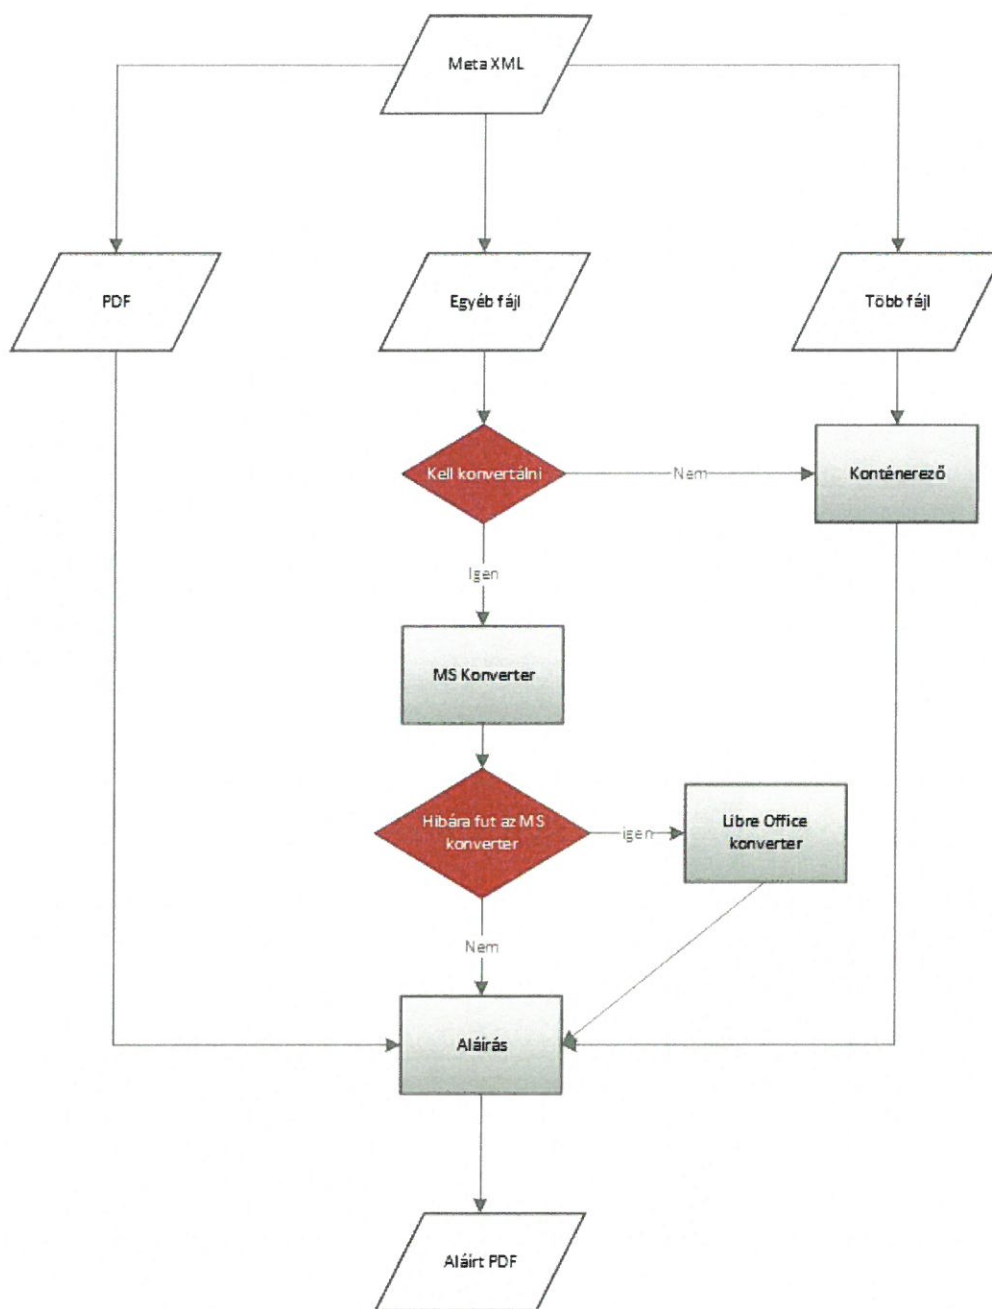 Meta XML
PDF
Egyéb fájl
Több fájl
Kell konvertálni
Nem
Konténerező
Igen
MS Konverter
Hibára fut az MS
konverter
igen
Libre Office
konverter
Nem
Aláírás
Aláírt PDF